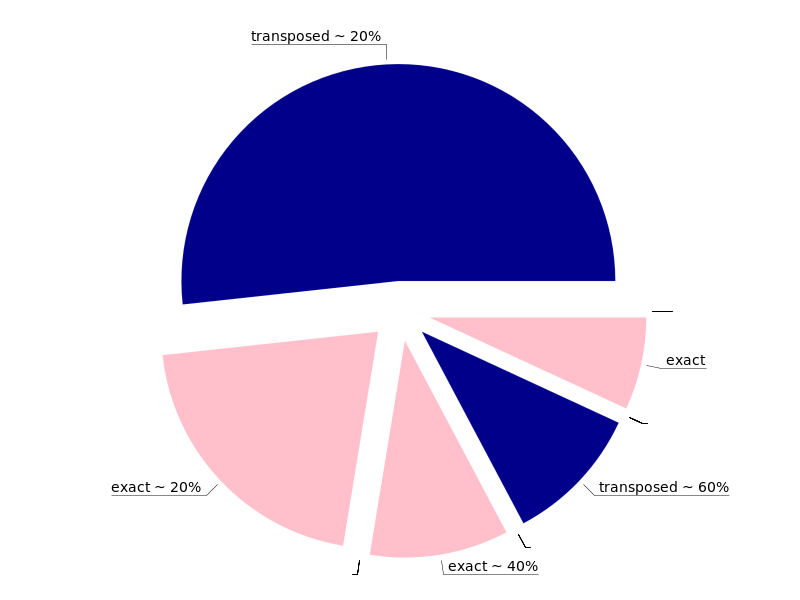 transposed ~ 20%
exact
transposed ~ 60%
exact ~ 20%
exact ~ 40%